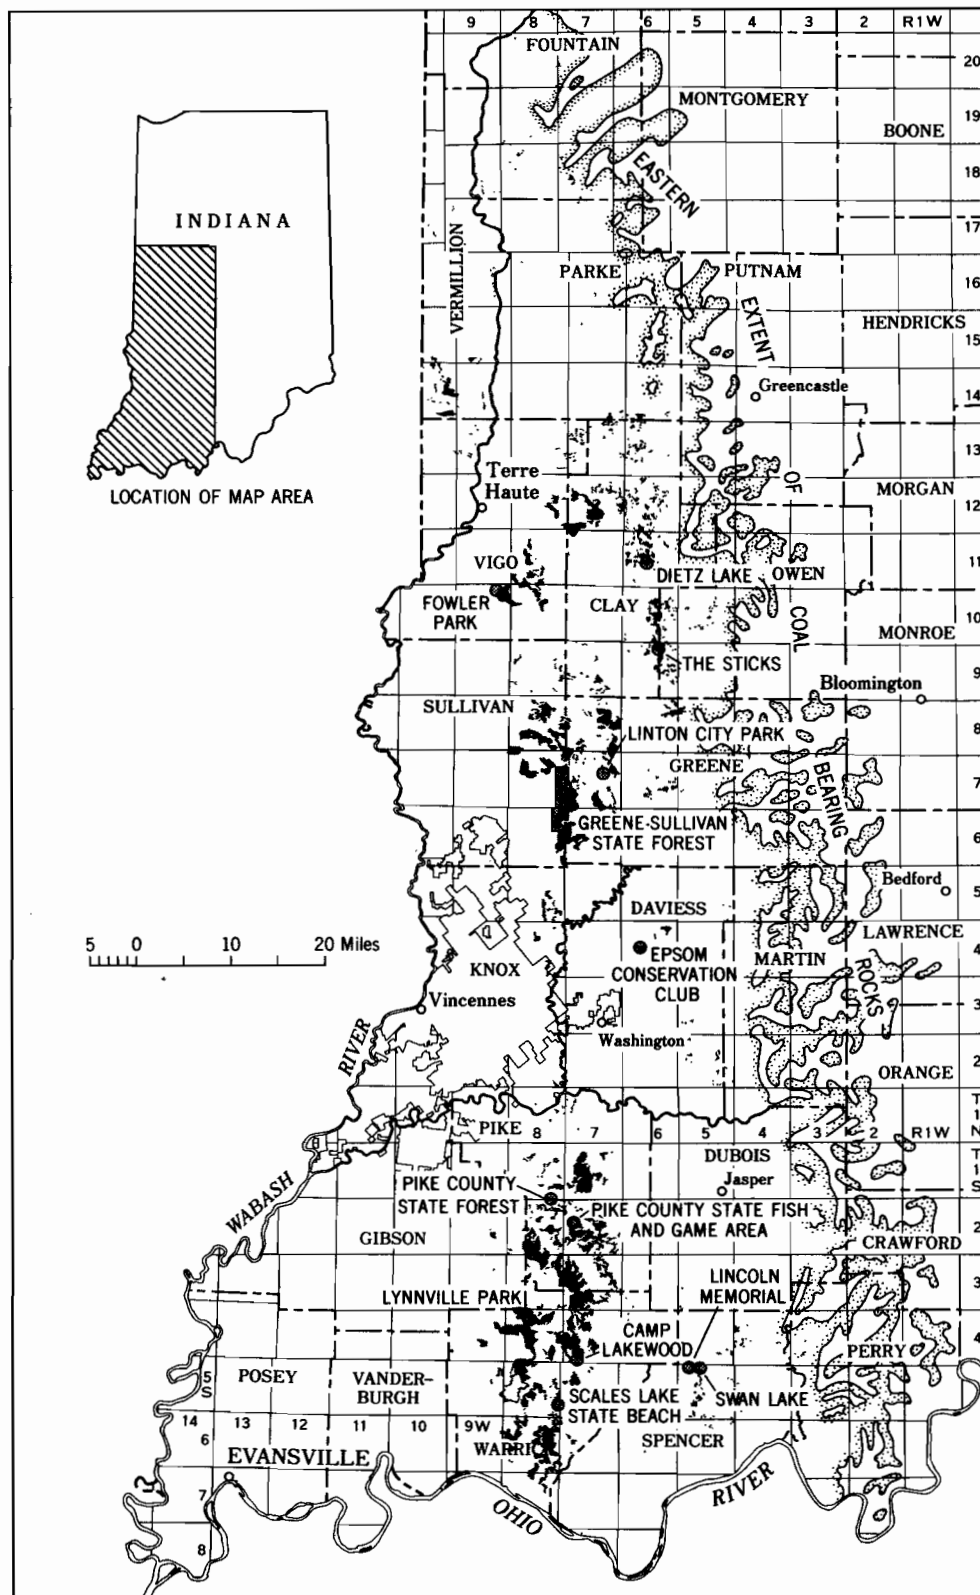 9 8 7 6 5 4 3 2 R1W
FOUNTAIN
20
MONTGOMERY
19
BOONE
18
EASTERN
17
INDIANA
VERMILLION
PARKE
PUTNAM
16
EXTENT
HENDRICKS
15
Greencastle
14
LOCATION OF MAP AREA
13
Terre
Haute
OF
MORGAN
12
VIGO
11
DIETZ LAKE
OWEN
FOWLER
PARK
CLAY
COAL
10
MONROE
THE STICKS
9
Bloomington
SULLIVAN
8
LINTON CITY PARK
GREENE
BEARING
7
GREENE-SULLIVAN
STATE FOREST
6
Bedford
5
DAVIESS
LAWRENCE
5 0 10 20 Miles
4
EPSOM
CONSERVATION
CLUB
MARTIN
KNOX
ROCKS
Vincennes
3
Washington
RIVER
2
ORANGE
T
1
N
PIKE
8 7 6 5 4 3 2 R1W
T
1
S
DUBOIS
Jasper
WABASH
PIKE COUNTY
STATE FOREST
PIKE COUNTY STATE FISH
AND GAME AREA
2
GIBSON
CRAWFORD
LINCOLN
MEMORIAL
3
LYNNVILLE PARK
CAMP
LAKEWOOD
4
PERRY
5
S
POSEY
VANDER-
BURGH
SCALES LAKE
STATE BEACH
SWAN LAKE
14 13 12 11 10 9W
6
WARRIC
SPENCER
EVANSVILLE
7
OHIO
RIVER
8